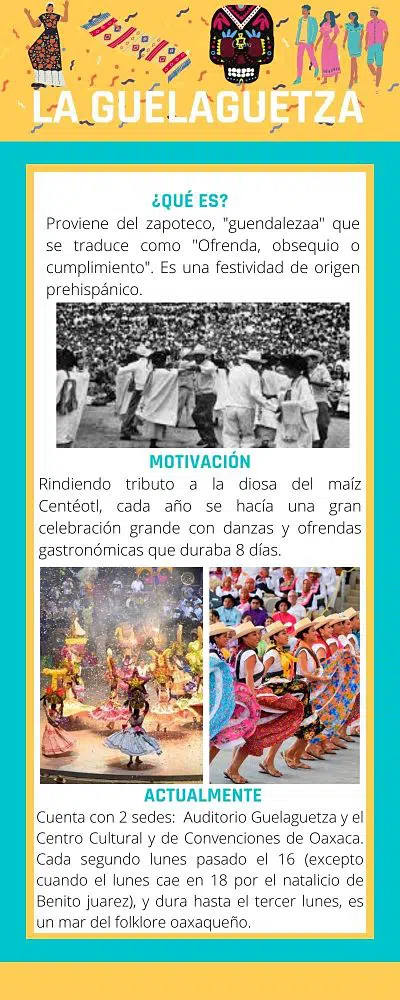 LA GUELAGUETZA
¿QUÉ ES?
Proviene del zapoteco, "guendalezaa" que
se traduce como "Ofrenda, obsequio o
cumplimiento". Es una festividad de origen
prehispánico.
MOTIVACIÓN
Rindiendo tributo a la diosa del maíz
Centéotl, cada año se hacía una gran
celebración grande con danzas y ofrendas
gastronómicas que duraba 8 días.
ACTUALMENTE
Cuenta con 2 sedes: Auditorio Guelaguetza y el
Centro Cultural y de Convenciones de Oaxaca.
Cada segundo lunes pasado el 16 (excepto
cuando el lunes cae en 18 por el natalicio de
Benito juarez), y dura hasta el tercer lunes, es
un mar del folklore oaxaqueño.